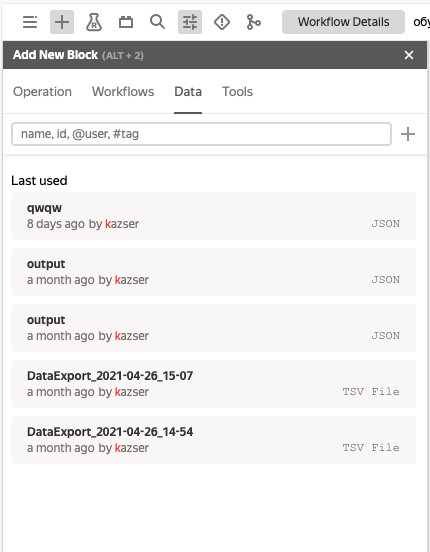 Workflow Details обу
Add New Block (ALT + 2)
Operation Workflows Data Tools
name, id, @user, #tag
Last used
qwqw
8 days ago by kazser JSON
output
a month ago by kazser JSON
output
a month ago by kazser JSON
DataExport_2021-04-26_15-07
a month ago by kazser TSV File
DataExport_2021-04-26_14-54
a month ago by kazser TSV File